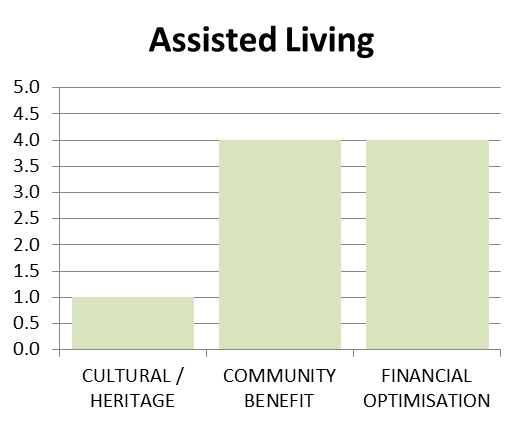 Assisted Living
5.0
4.5
4.0
3.5
3.0
2.5
2.0
1.5
1.0
0.5
0.0
CULTURAL /
HERITAGE
COMMUNITY
BENEFIT
FINANCIAL
OPTIMISATION